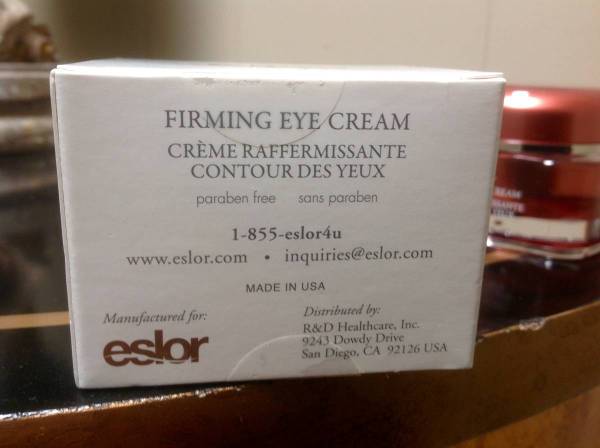 FIRMING EYE CREAM
CRÈME RAFFERMISSANTE
CONTOUR DES YEUX
paraben free sans paraben
1-855-eslor4u
www.eslor.com • inquiries@eslor.com
MADE IN USA
Manufactured for:
eslor
Distributed by:
R&D Healthcare, Inc.
9243 Dowdy Drive
San Diego, CA 92126 USA